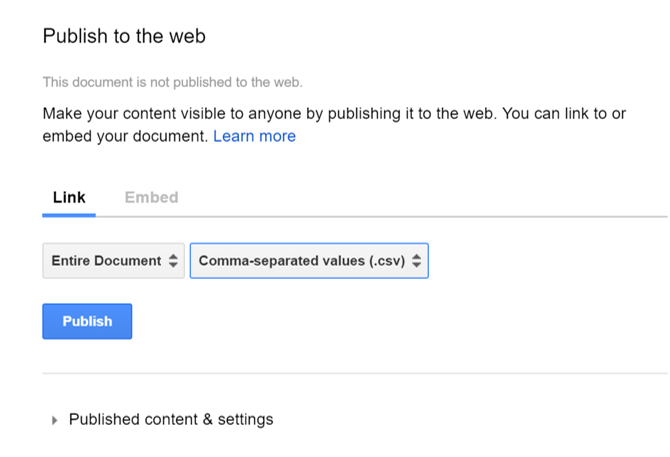 Publish to the web
This document is not published to the web.
Make your content visible to anyone by publishing it to the web. You can link to or
embed your document. Learn more
Link Embed
Entire Document Comma-separated values (.csv)
Publish
Published content & settings